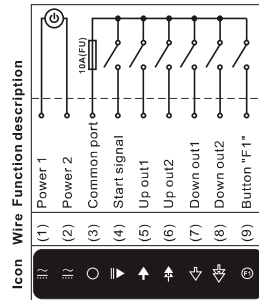 Icon Wire Function description
(1) Power 1
(2) Power 2
(3) Common port
(4) Start signal
(5) Up out1
(6) Up out2
(7) Down out1
(8) Down out2
(9) Button "F1"
10A(FU)
F1